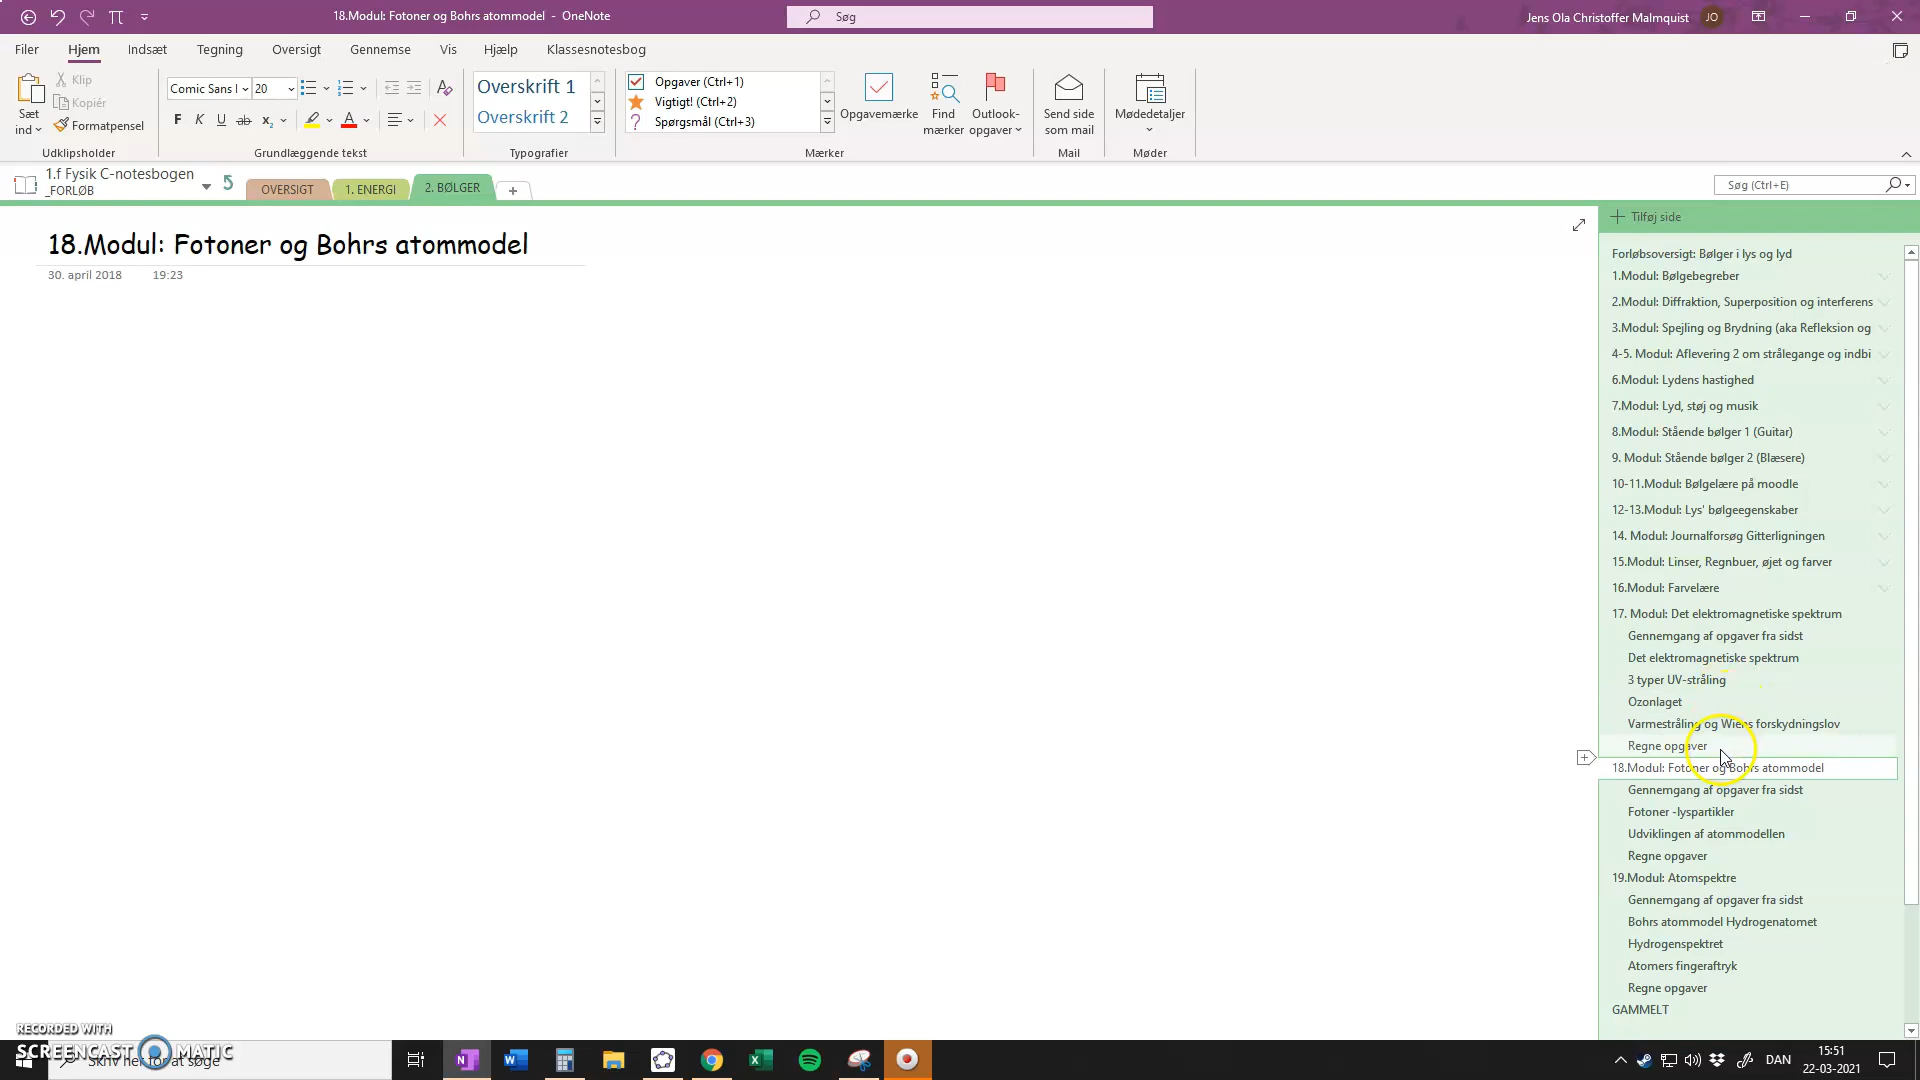 18.Modul: Fotoner og Bohrs atommodel - OneNote
Søg
Jens Ola Christoffer Malmquist
JO
Filer
Hjem
Indsæt
Tegning
Oversigt
Gennemse
Vis
Hjælp
Klassesnotesbog
Sæt ind
Klip
Kopiér
Formatpensel
Udklipsholder
Comic Sans
20
F K U ab x₂ A
Grundlæggende tekst
Overskrift 1
Overskrift 2
Typografier
Opgaver (Ctrl+1)
Vigtigt! (Ctrl+2)
Spørgsmål (Ctrl+3)
Opgavemærke
Find mærker
Outlook-opgaver
Mærker
Send side som mail
Mail
Mødedetaljer
Møder
1.f Fysik C-notesbogen
_FORLØB
OVERSIGT
1. ENERGI
2. BØLGER
Søg (Ctrl+E)
18.Modul: Fotoner og Bohrs atommodel
30. april 2018 19:23
Tilføj side
Forløbsoversigt: Bølger i lys og lyd
1.Modul: Bølgebegreber
2.Modul: Diffraktion, Superposition og interferens
3.Modul: Spejling og Brydning (aka Refleksion og
4-5. Modul: Aflevering 2 om strålegange og indbi
6.Modul: Lydens hastighed
7.Modul: Lyd, støj og musik
8.Modul: Stående bølger 1 (Guitar)
9. Modul: Stående bølger 2 (Blæsere)
10-11.Modul: Bølgelære på moodle
12-13.Modul: Lys' bølgeegenskaber
14. Modul: Journalforsøg Gitterligningen
15.Modul: Linser, Regnbuer, øjet og farver
16.Modul: Farvelære
17. Modul: Det elektromagnetiske spektrum
Gennemgang af opgaver fra sidst
Det elektromagnetiske spektrum
3 typer UV-stråling
Ozonlaget
Varmestråling og Wiens forskydningslov
Regne opgaver
18.Modul: Fotoner og Bohrs atommodel
Gennemgang af opgaver fra sidst
Fotoner -lyspartikler
Udviklingen af atommodellen
Regne opgaver
19.Modul: Atomspektre
Gennemgang af opgaver fra sidst
Bohrs atommodel Hydrogenatomet
Hydrogenspektret
Atomers fingeraftryk
Regne opgaver
GAMMELT
RECORDED WITH
SCREENCAST MATIC
Skriv her for at søge
DAN
15:51
22-03-2021